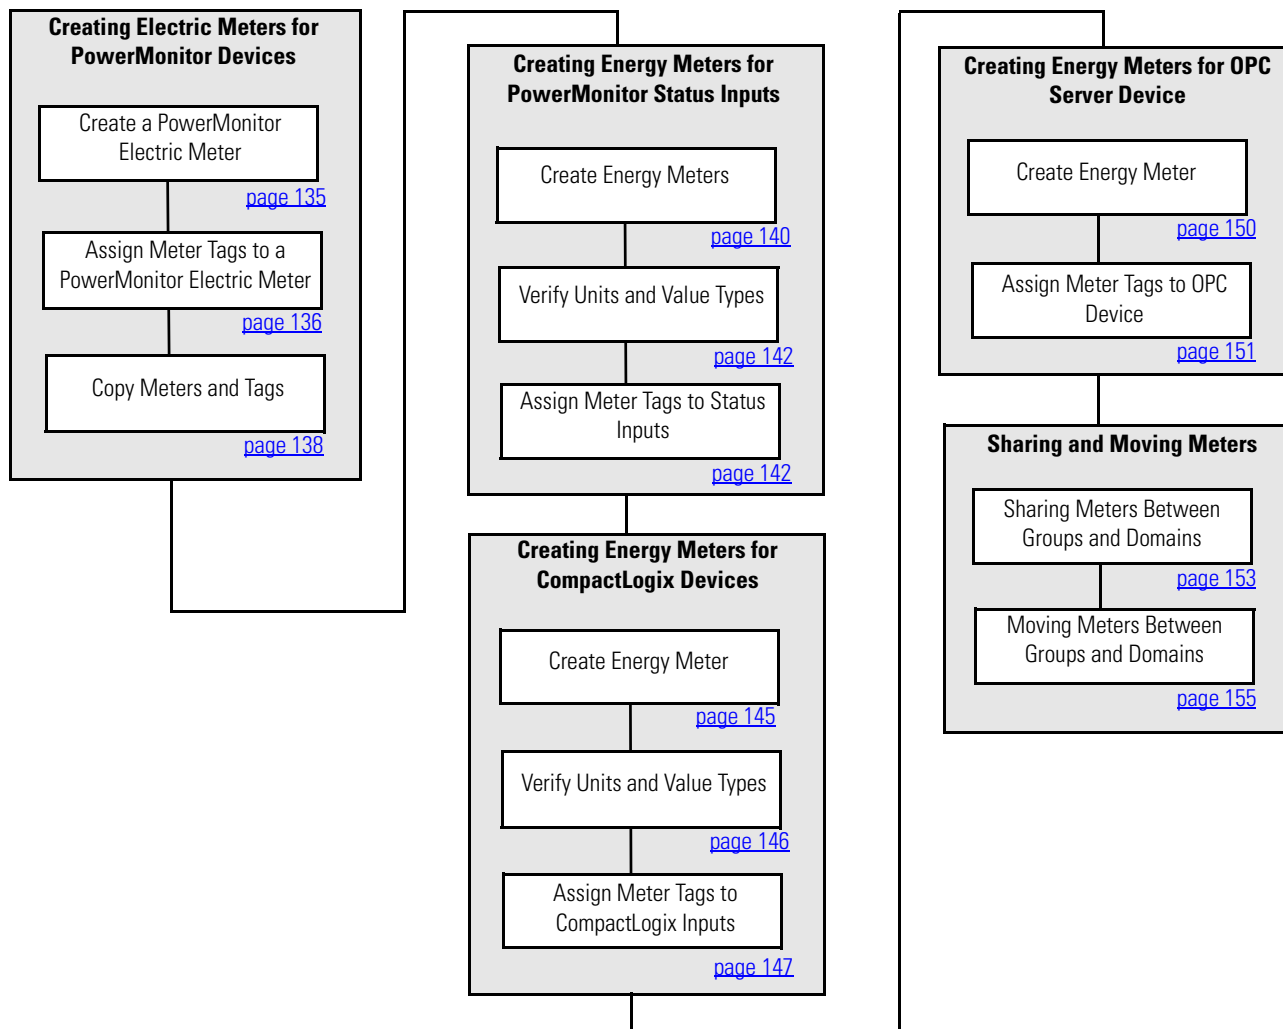 Creating Electric Meters for
PowerMonitor Devices
Create a PowerMonitor
Electric Meter
page 135
Assign Meter Tags to a
PowerMonitor Electric Meter
page 136
Copy Meters and Tags
page 138
Creating Energy Meters for
PowerMonitor Status Inputs
Create Energy Meters
page 140
Verify Units and Value Types
page 142
Assign Meter Tags to Status
Inputs
page 142
Creating Energy Meters for
CompactLogix Devices
Create Energy Meter
page 145
Verify Units and Value Types
page 146
Assign Meter Tags to
CompactLogix Inputs
page 147
Creating Energy Meters for OPC
Server Device
Create Energy Meter
page 150
Assign Meter Tags to OPC
Device
page 151
Sharing and Moving Meters
Sharing Meters Between
Groups and Domains
page 153
Moving Meters Between
Groups and Domains
page 155